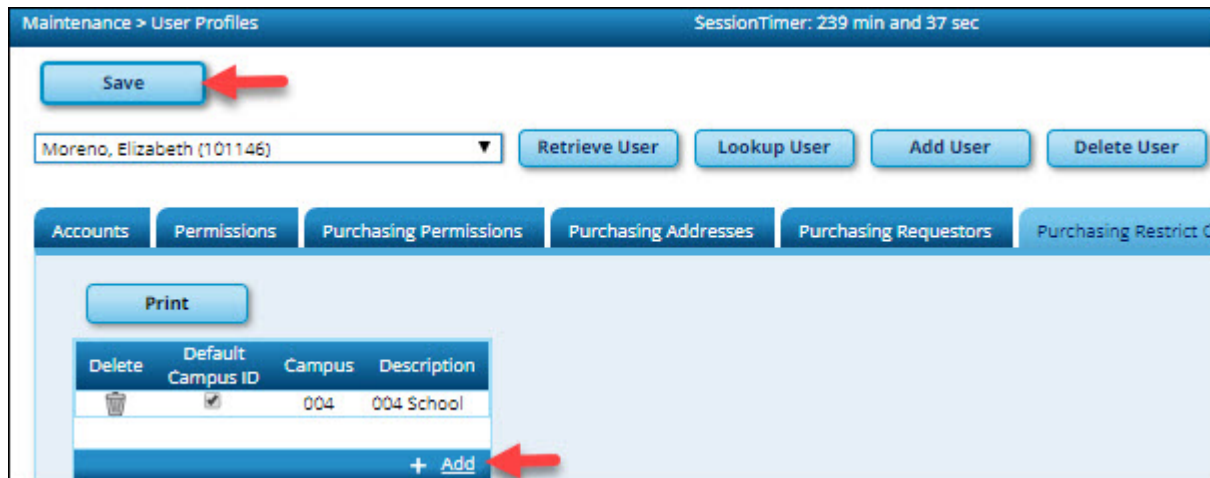 Maintenance > User Profiles SessionTimer: 239 min and 37 sec
Save
Moreno, Elizabeth (101146) Retrieve User Lookup User Add User Delete User
Accounts Permissions Purchasing Permissions Purchasing Addresses Purchasing Requestors Purchasing Restrict
Print
Delete Default Campus ID Campus Description
004 004 School
+ Add